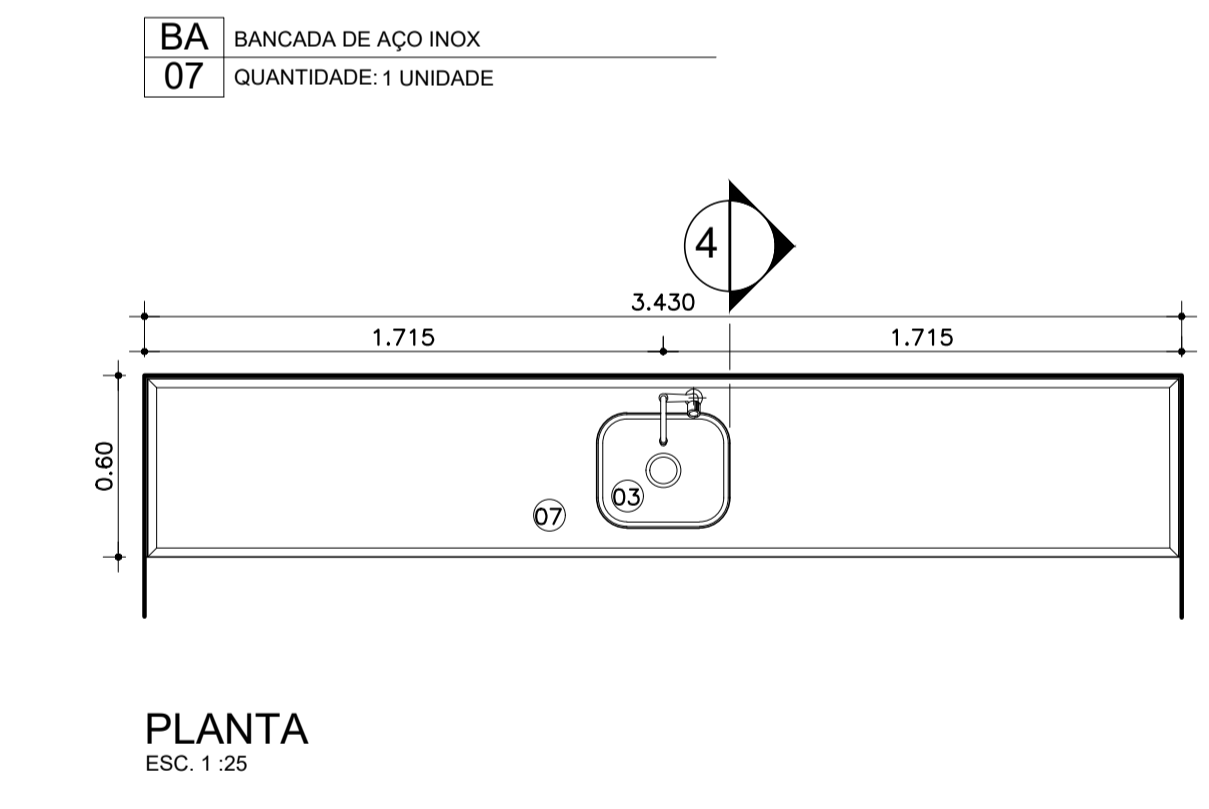 BA BANCADA DE AÇO INOX
07 QUANTIDADE: 1 UNIDADE
4
3.430
1.715 1.715
0.60
03
07
PLANTA
ESC. 1 :25